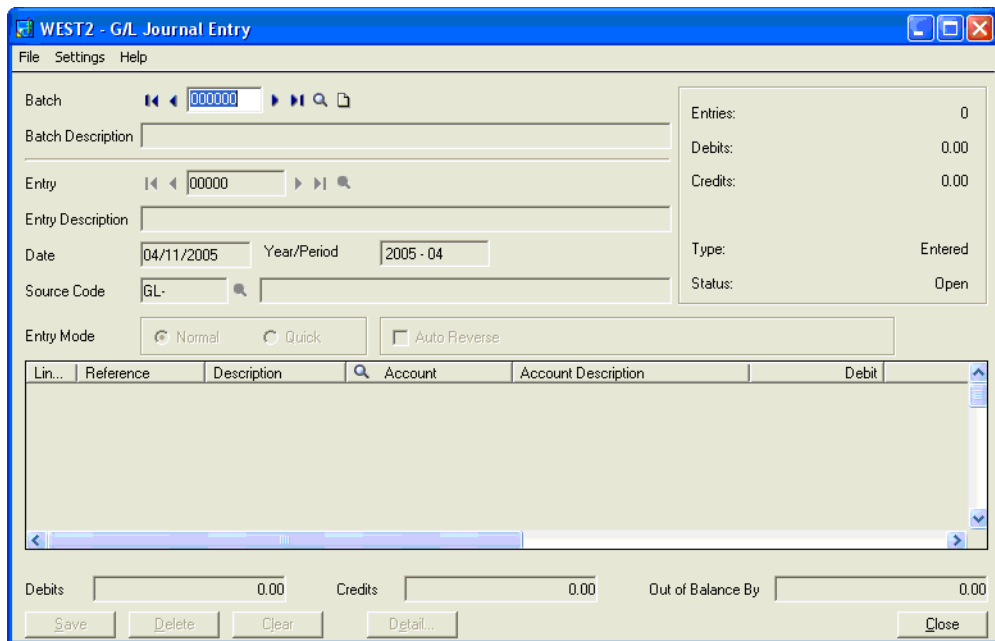 WEST2 - G/L Journal Entry
File Settings Help
Batch 000000
Batch Description
Entry 00000
Entry Description
Date 04/11/2005 Year/Period 2005 - 04
Source Code GL-
Entries: 0
Debits: 0.00
Credits: 0.00
Type: Entered
Status: Open
Entry Mode Normal Quick Auto Reverse
Lin... Reference Description Account Account Description Debit
Debits 0.00 Credits 0.00 Out of Balance By 0.00
Save Delete Clear Detail... Close